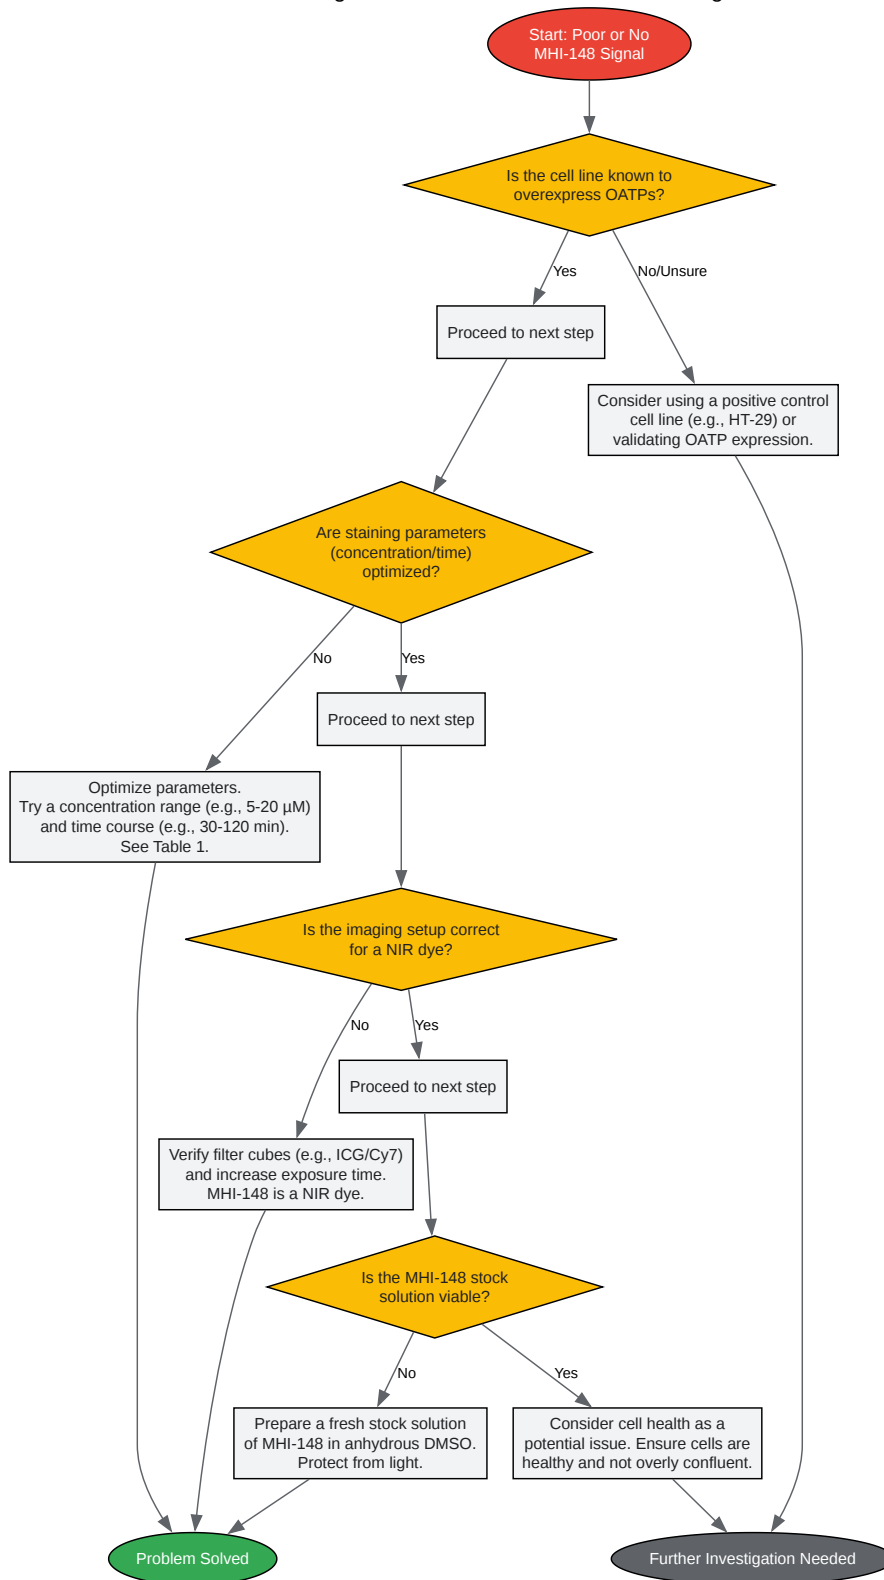 Start: Poor or No
MHI-148 Signal
Is the cell line known to
overexpress OATPs?
Yes
No/Unsure
Proceed to next step
Consider using a positive control
cell line (e.g., HT-29) or
validating OATP expression.
Are staining parameters
(concentration/time)
optimized?
No
Yes
Proceed to next step
Optimize parameters.
Try a concentration range (e.g., 5-20 µM)
and time course (e.g., 30-120 min).
See Table 1.
Is the imaging setup correct
for a NIR dye?
No
Yes
Proceed to next step
Verify filter cubes (e.g., ICG/Cy7)
and increase exposure time.
MHI-148 is a NIR dye.
Is the MHI-148 stock
solution viable?
No
Yes
Prepare a fresh stock solution
of MHI-148 in anhydrous DMSO.
Protect from light.
Consider cell health as a
potential issue. Ensure cells are
healthy and not overly confluent.
Problem Solved
Further Investigation Needed